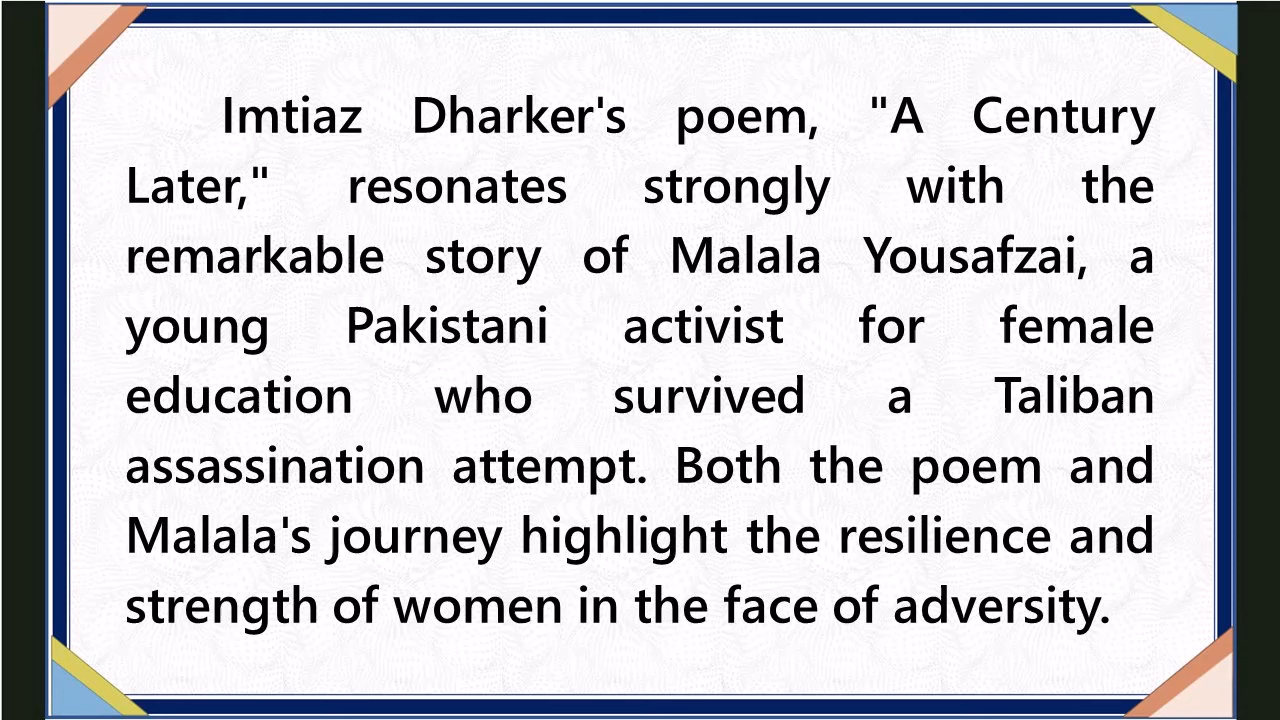 Imtiaz Dharker's poem, "A Century
Later," resonates strongly with the
remarkable story of Malala Yousafzai, a
young Pakistani activist for female
education who survived a Taliban
assassination attempt. Both the poem and
Malala's journey highlight the resilience and
strength of women in the face of adversity.